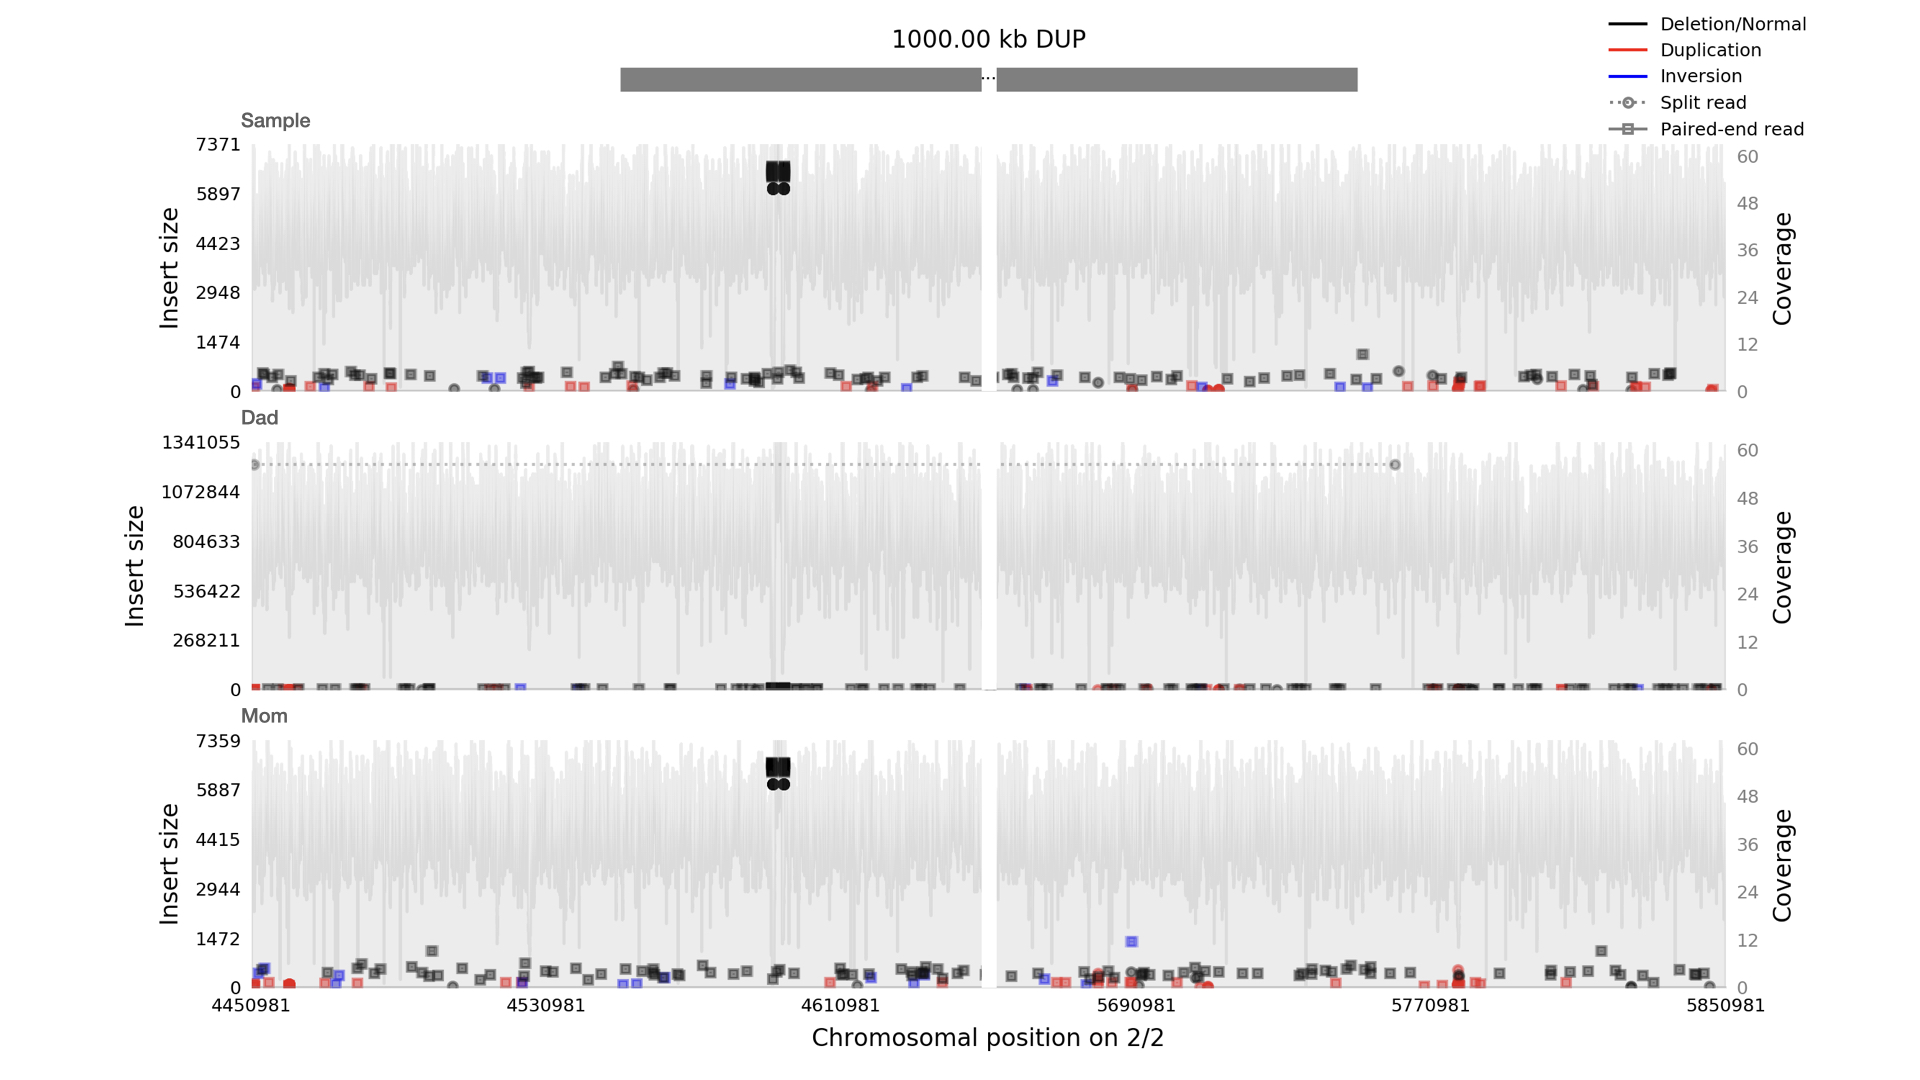 1000.00 kb DUP
...
Deletion/Normal
Duplication
Inversion
Split read
Paired-end read
Sample
7371
5897
4423
2948
1474
0
Insert size
60
48
36
24
12
0
Coverage
Dad
1341055
1072844
804633
536422
268211
0
Insert size
60
48
36
24
12
0
Coverage
Mom
7359
5887
4415
2944
1472
0
Insert size
60
48
36
24
12
0
Coverage
4450981 4530981 4610981 5690981 5770981 5850981
Chromosomal position on 2/2